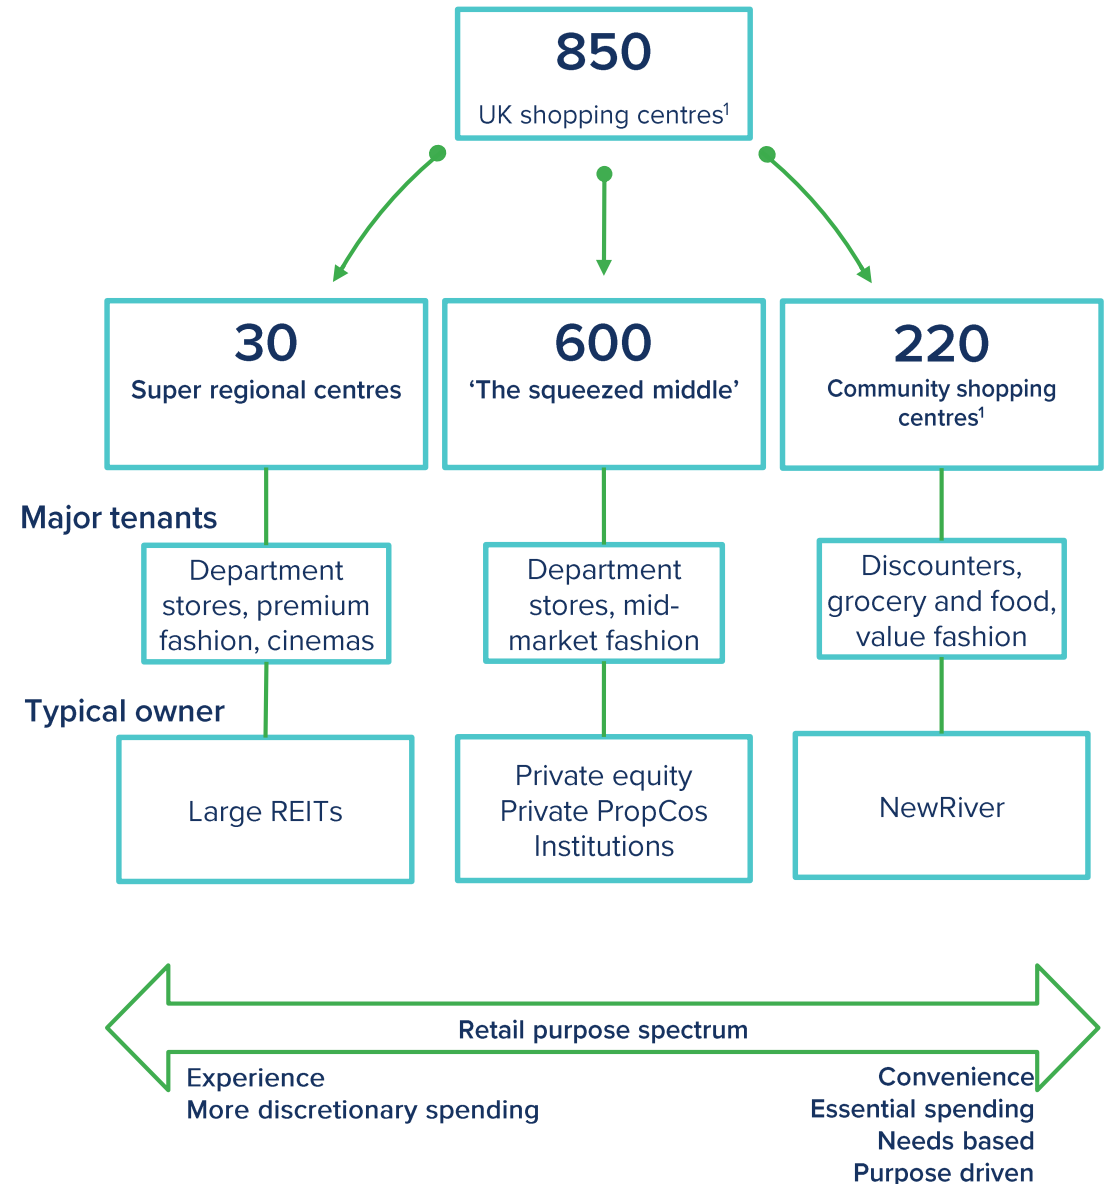 850
UK shopping centres¹
30
Super regional centres
600
‘The squeezed middle’
220
Community shopping
centres¹
Major tenants
Department
stores, premium
fashion, cinemas
Department
stores, mid-
market fashion
Discounters,
grocery and food,
value fashion
Typical owner
Large REITs
Private equity
Private PropCos
Institutions
NewRiver
Retail purpose spectrum
Experience
More discretionary spending
Convenience
Essential spending
Needs based
Purpose driven